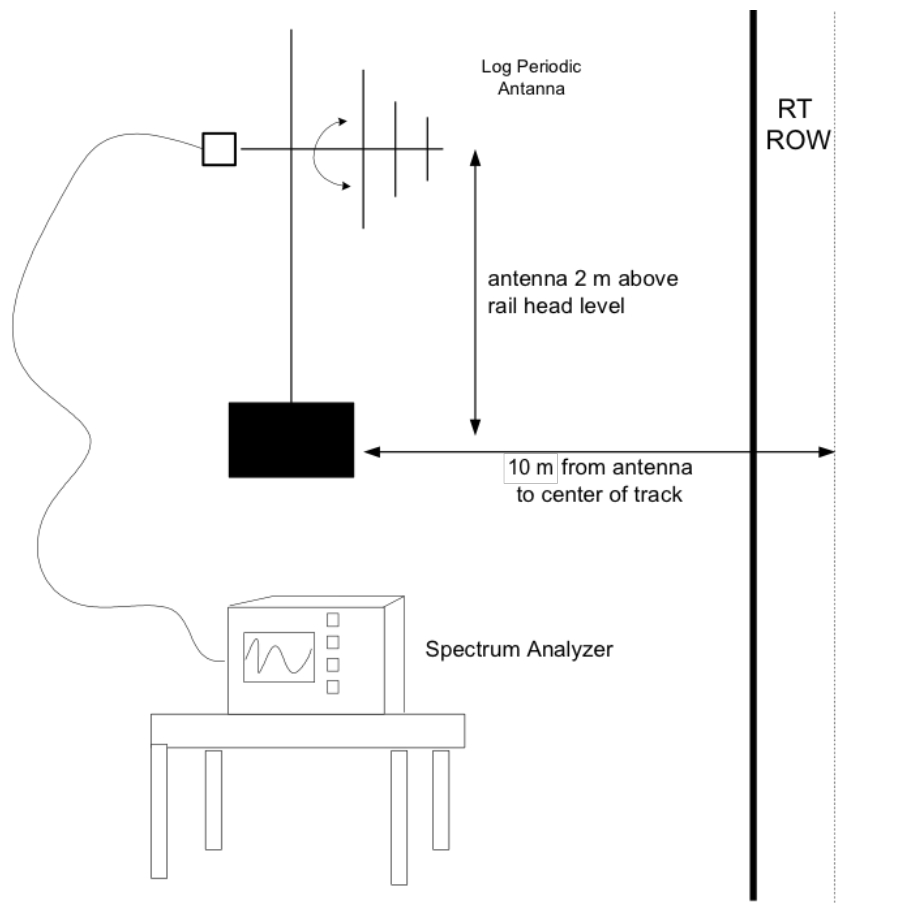 Log Periodic
Antanna
RT
ROW
antenna 2 m above
rail head level
10 m from antenna
to center of track
Spectrum Analyzer